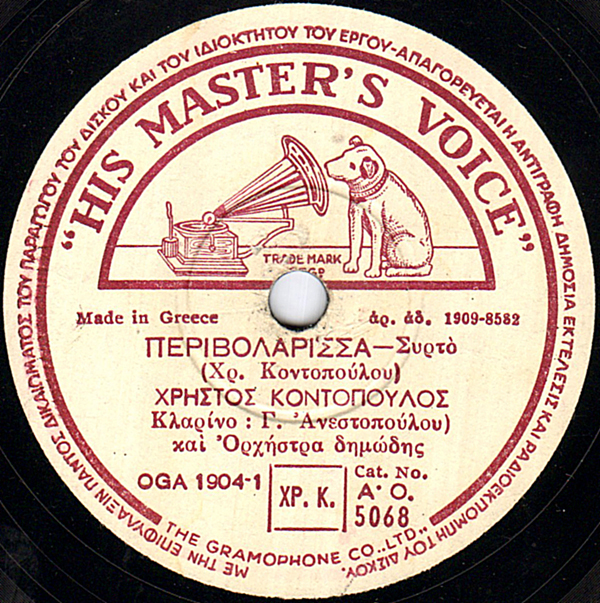 ΜΕ ΤΗΝ ΕΠΙΦΥΛΑΞΙΝ ΠΑΝΤΟΣ ΔΙΚΑΙΩΜΑΤΟΣ ΤΟΥ ΠΑΡΑΓΩΓΟΥ ΤΟΥ ΔΙΣΚΟΥ ΚΑΙ ΤΟΥ ΙΔΙΟΚΤΗΤΟΥ ΤΟΥ ΕΡΓΟΥ-ΑΠΑΓΟΡΕΥΕΤΑΙ Η ΑΝΤΙΓΡΑΦΗ ΔΗΜΟΣΙΑ ΕΚΤΕΛΕΣΙΣ ΚΑΙ ΡΑΔΙΟΕΚΠΟΜΠΗ ΤΟΥ ΔΙΣΚΟΥ.
“HIS MASTER'S VOICE”
TRADE MARK
Made in Greece
ἀρ. ἀδ. 1909-8582
ΠΕΡΙΒΟΛΑΡΙΣΣΑ—Συρτὸ
(Χρ. Κοντοπούλου)
ΧΡΗΣΤΟΣ ΚΟΝΤΟΠΟΥΛΟΣ
Κλαρίνο : Γ. Ἀνεστοπούλου)
καὶ Ὀρχήστρα δημώδης
OGA 1904-1
ΧΡ. Κ.
Cat. No.
A·O.
5068
THE GRAMOPHONE CO., LTD.